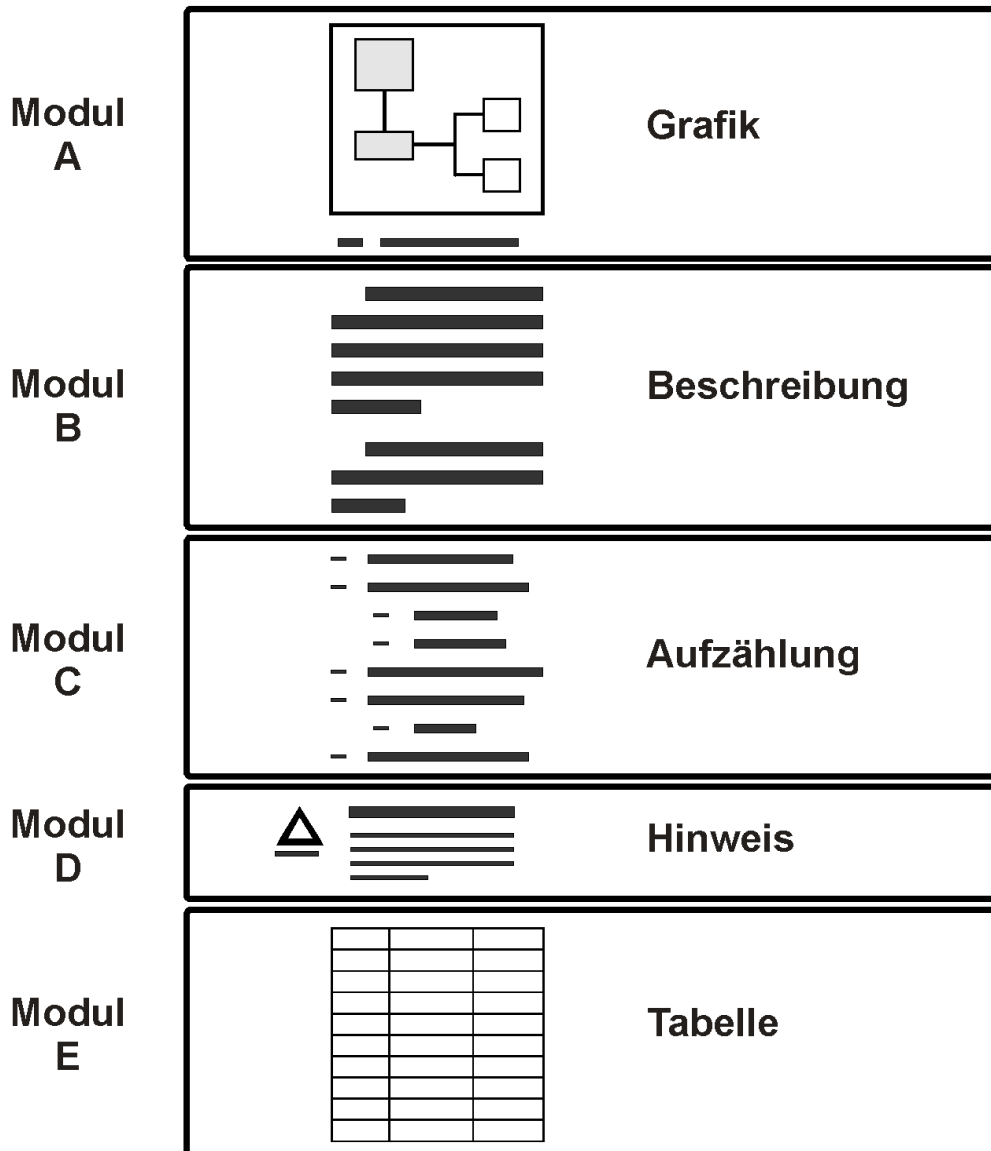 Modul
A
Grafik
Modul
B
Beschreibung
Modul
C
Aufzählung
Modul
D
Hinweis
Modul
E
Tabelle